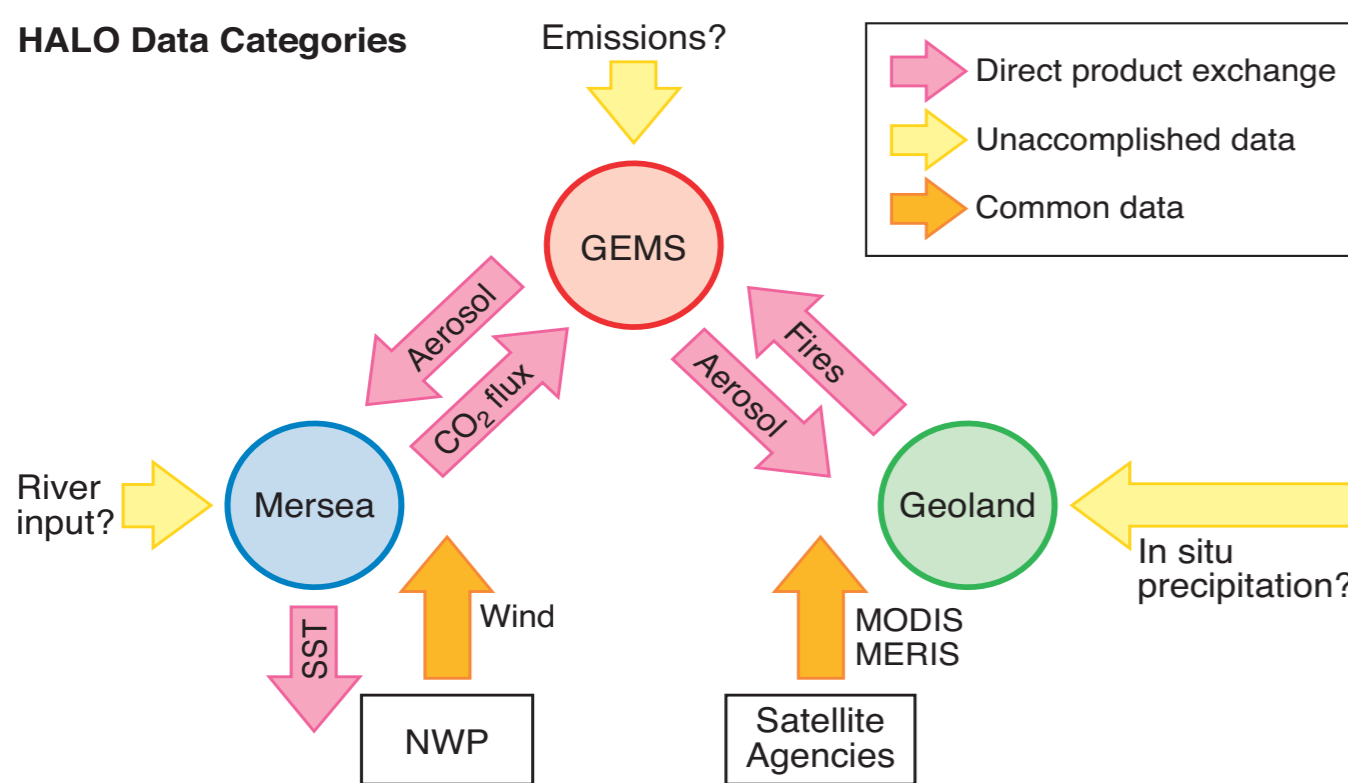 HALO Data Categories
Emissions?
Direct product exchange
Unaccomplished data
Common data
GEMS
Aerosol
CO₂ flux
Aerosol
Fires
River
input?
Mersea
Geoland
In situ
precipitation?
SST
Wind
MODIS
MERIS
NWP
Satellite
Agencies